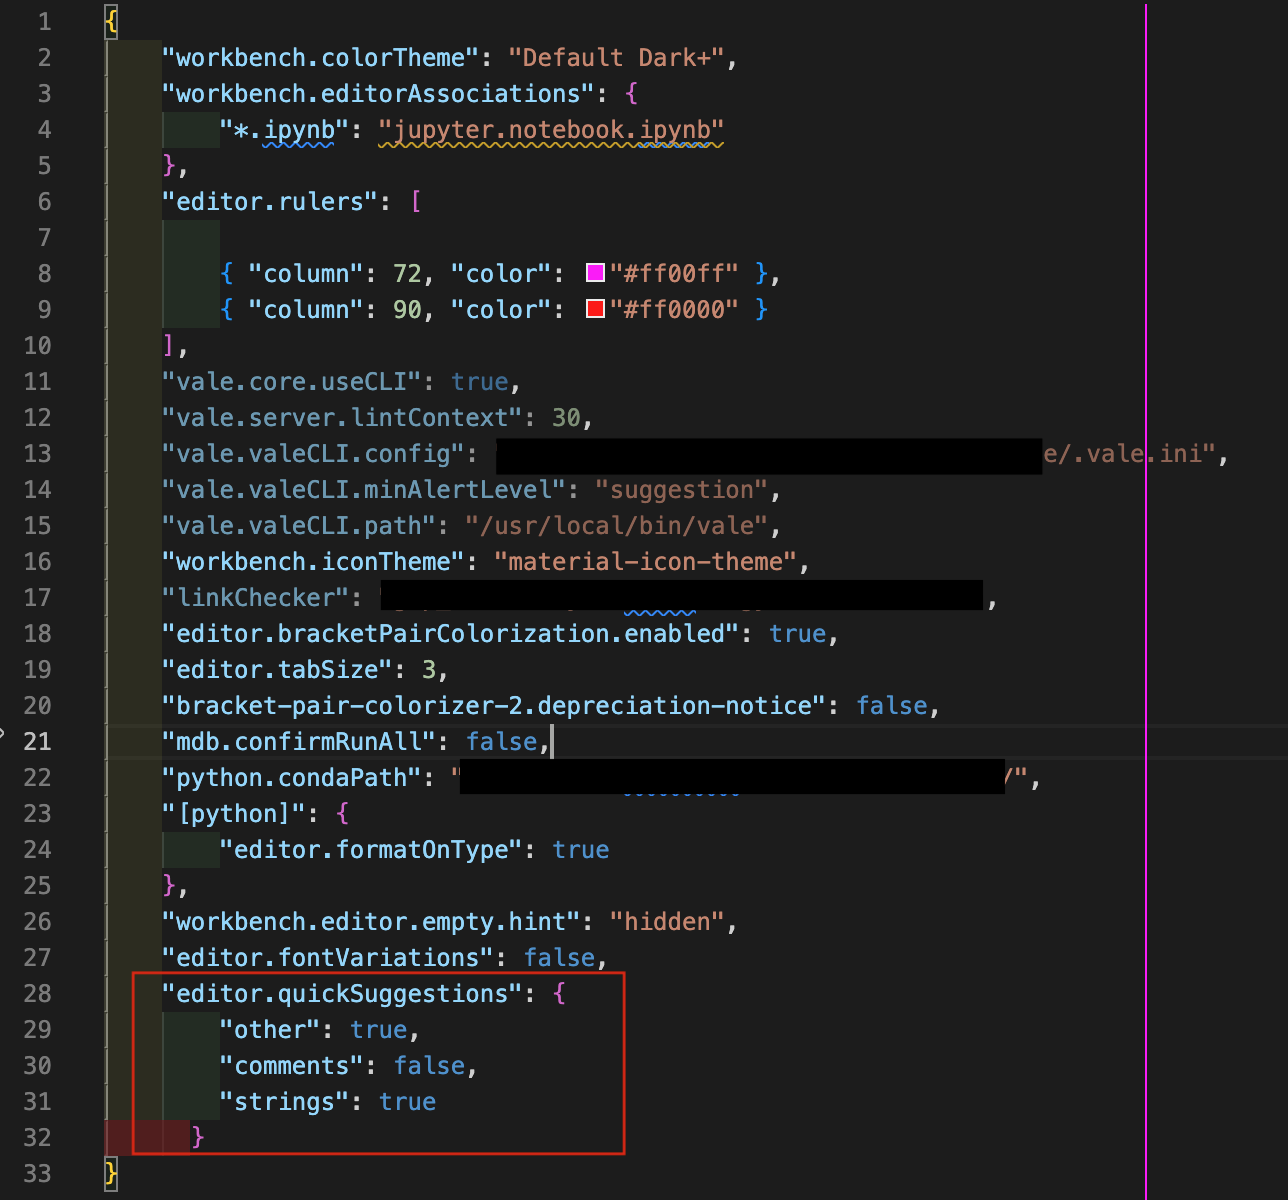 1 {
2 "workbench.colorTheme": "Default Dark+",
3 "workbench.editorAssociations": {
4 "*.ipynb": "jupyter.notebook.ipynb"
5 },
6 "editor.rulers": [
7
8 { "column": 72, "color": "#ff00ff" },
9 { "column": 90, "color": "#ff0000" }
10 ],
11 "vale.core.useCLI": true,
12 "vale.server.lintContext": 30,
13 "vale.valeCLI.config": e/.vale.ini",
14 "vale.valeCLI.minAlertLevel": "suggestion",
15 "vale.valeCLI.path": "/usr/local/bin/vale",
16 "workbench.iconTheme": "material-icon-theme",
17 "linkChecker": ,
18 "editor.bracketPairColorization.enabled": true,
19 "editor.tabSize": 3,
20 "bracket-pair-colorizer-2.depreciation-notice": false,
21 "mdb.confirmRunAll": false,
22 "python.condaPath": "/",
23 "[python]": {
24 "editor.formatOnType": true
25 },
26 "workbench.editor.empty.hint": "hidden",
27 "editor.fontVariations": false,
28 "editor.quickSuggestions": {
29 "other": true,
30 "comments": false,
31 "strings": true
32 }
33 }